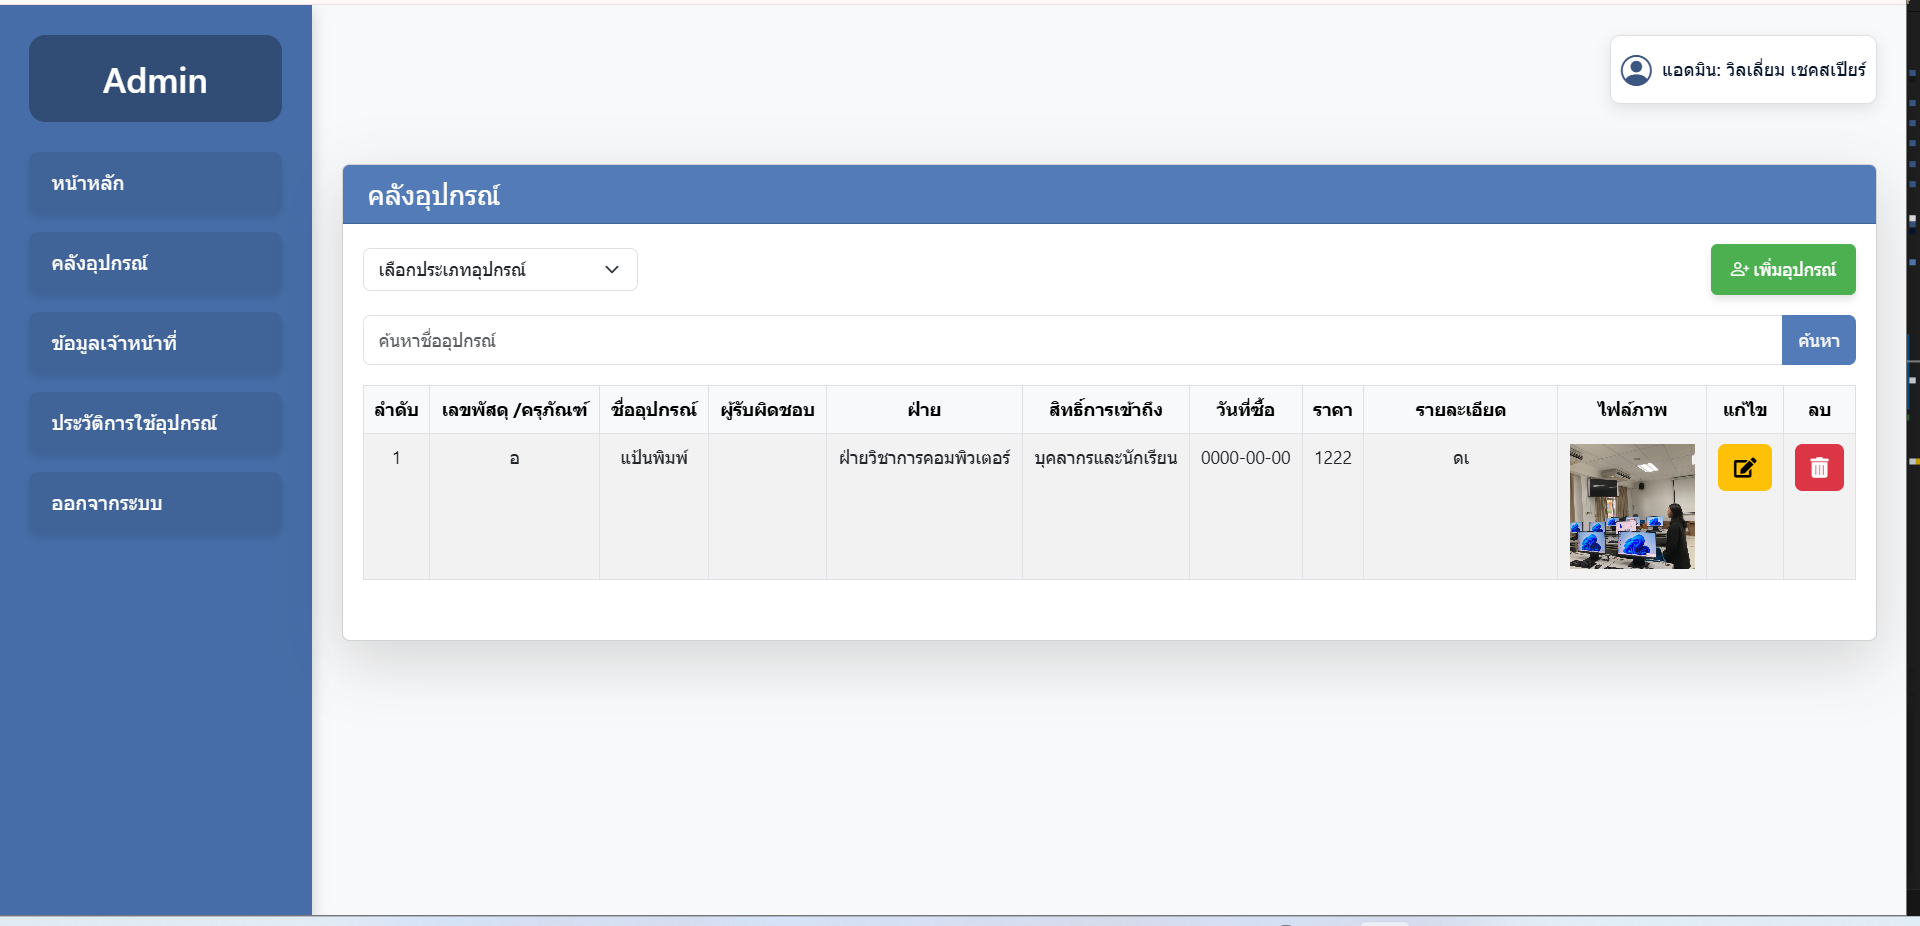 Admin
หน้าหลัก
คลังอุปกรณ์
ข้อมูลเจ้าหน้าที่
ประวัติการใช้อุปกรณ์
ออกจากระบบ
แอดมิน: วิลเลี่ยม เชคสเปียร์
คลังอุปกรณ์
เลือกประเภทอุปกรณ์
เพิ่มอุปกรณ์
ค้นหาชื่ออุปกรณ์ ค้นหา
ลำดับ เลขพัสดุ /ครุภัณฑ์ ชื่ออุปกรณ์ ผู้รับผิดชอบ ฝ่าย สิทธิ์การเข้าถึง วันที่ซื้อ ราคา รายละเอียด ไฟล์ภาพ แก้ไข ลบ
1 อ แป้นพิมพ์ ฝ่ายวิชาการคอมพิวเตอร์ บุคลากรและนักเรียน 0000-00-00 1222 ดเ